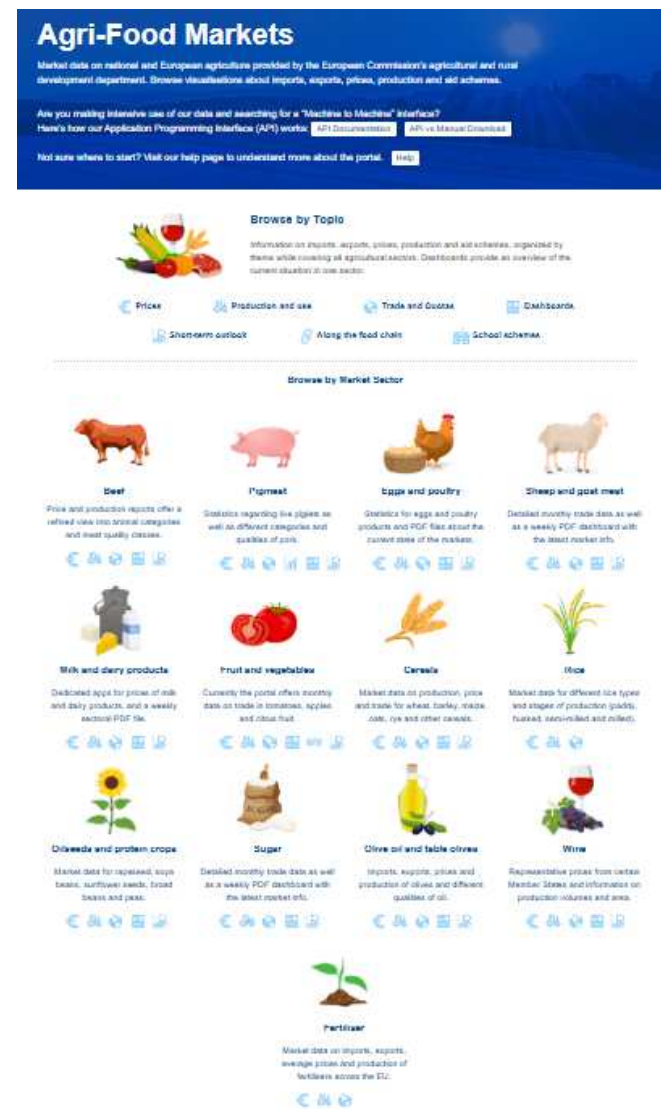 Agri-Food Markets
Market data on national and European agriculture provided by the European Commission's agricultural and rural
development department. Browse visualisations about imports, exports, prices, production and aid schemes.
Are you making intensive use of our data and searching for a "Machine to Machine" interface?
Here's how our Application Programming Interface (API) works: API Documentation API vs Manual Download
Not sure where to start? Visit our help page to understand more about the portal. Help
Browse by Topic
Information on imports, exports, prices, production and aid schemes, organized by
theme while covering all agricultural sectors. Dashboards provide an overview of the
current situation in one sector.
Prices Production and use Trade and Quotas Dashboards
Short-term outlook Along the food chain School schemes
Browse by Market Sector
Beef
Price and production reports offer a
refined view into animal categories
and meat quality classes.
Pigmeat
Statistics regarding live piglets as
well as different categories and
qualities of pork.
Eggs and poultry
Statistics for eggs and poultry
products and PDF files about the
current state of the markets.
Sheep and goat meat
Detailed monthly trade data as well
as a weekly PDF dashboard with
the latest market info.
Milk and dairy products
Dedicated apps for prices of milk
and dairy products, and a weekly
sectoral PDF file.
Fruit and vegetables
Currently the portal offers monthly
data on trade in tomatoes, apples
and citrus fruit.
Cereals
Market data on production, price
and trade for wheat, barley, maize,
oats, rye and other cereals.
Rice
Market data for different rice types
and stages of production (paddy,
husked, semi-milled and milled).
Oilseeds and protein crops
Market data for rapeseed, soya
beans, sunflower seeds, broad
beans and peas.
Sugar
Detailed monthly trade data as well
as a weekly PDF dashboard with
the latest market info.
Olive oil and table olives
Imports, exports, prices and
production of olives and different
qualities of oil.
Wine
Representative prices from certain
Member States and information on
production volumes and area.
Fertiliser
Market data on imports, exports,
average prices and production of
fertilisers across the EU.